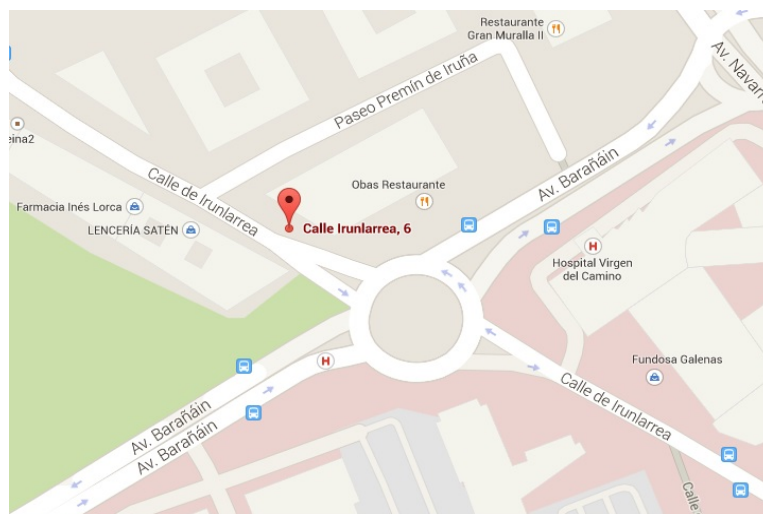 Restaurante
Gran Muralla II
Av. Navarr
Paseo Premín de Iruña
eina2
Calle de Irunlarrea
Obas Restaurante
Av. Barañáin
Farmacia Inés Lorca
LENCERÍA SATÉN
Calle Irunlarrea, 6
H
Hospital Virgen
del Camino
H
Fundosa Galenas
Calle de Irunlarrea
Av. Barañáin
Av. Barañáin
Calle